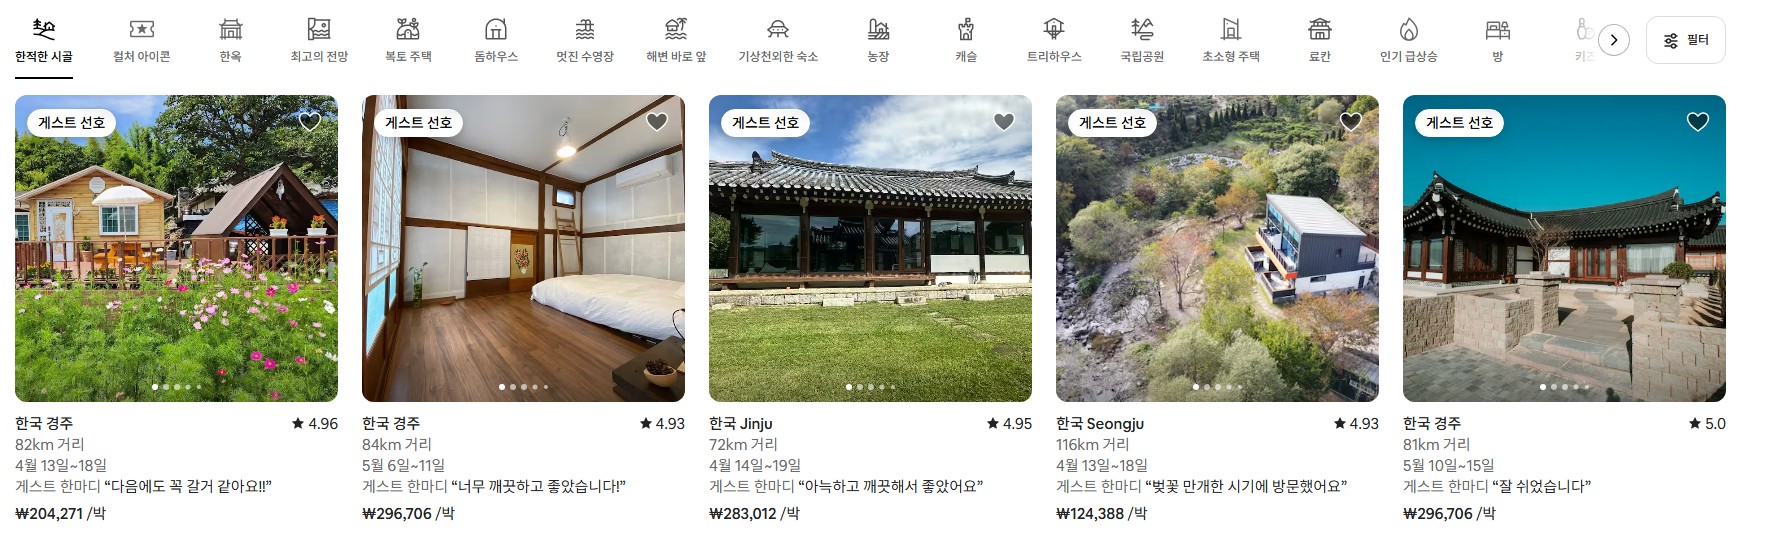 한적한 시골
컬처 아이콘
한옥
최고의 전망
복토 주택
돔하우스
멋진 수영장
해변 바로 앞
기상천외한 숙소
농장
캐슬
트리하우스
국립공원
초소형 주택
료칸
인기 급상승
방
키즈
필터
게스트 선호
게스트 선호
게스트 선호
게스트 선호
게스트 선호
한국 경주 ★ 4.96
82km 거리
4월 13일~18일
게스트 한마디 “다음에도 꼭 갈거 같아요!!”
₩204,271 /박
한국 경주 ★ 4.93
84km 거리
5월 6일~11일
게스트 한마디 “너무 깨끗하고 좋았습니다!”
₩296,706 /박
한국 Jinju ★ 4.95
72km 거리
4월 14일~19일
게스트 한마디 “아늑하고 깨끗해서 좋았어요”
₩283,012 /박
한국 Seongju ★ 4.93
116km 거리
4월 13일~18일
게스트 한마디 “벚꽃 만개한 시기에 방문했어요”
₩124,388 /박
한국 경주 ★ 5.0
81km 거리
5월 10일~15일
게스트 한마디 “잘 쉬었습니다”
₩296,706 /박